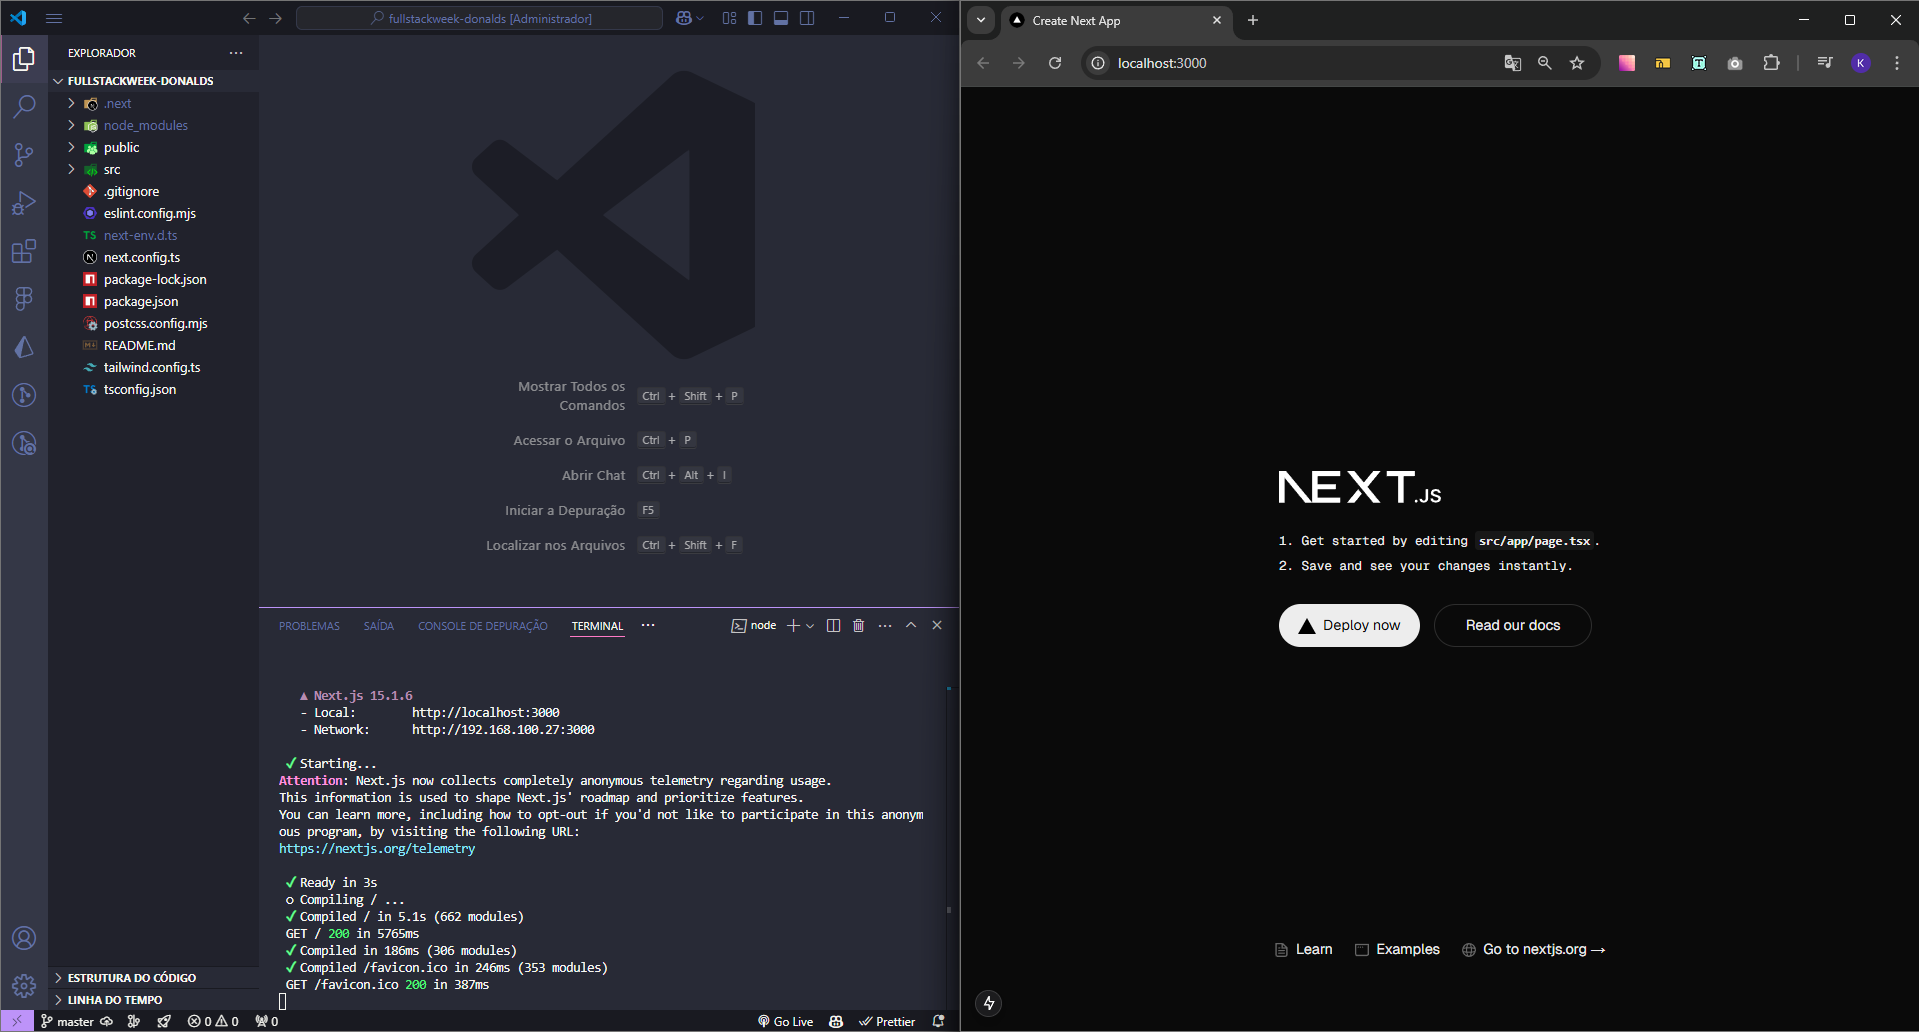 fullstackweek-donalds [Administrador]
EXPLORADOR
FULLSTACKWEEK-DONALDS
.next
node_modules
public
src
.gitignore
eslint.config.mjs
TS next-env.d.ts
next.config.ts
package-lock.json
package.json
postcss.config.mjs
README.md
tailwind.config.ts
TS tsconfig.json
ESTRUTURA DO CÓDIGO
LINHA DO TEMPO
Mostrar Todos os
Comandos
Ctrl + Shift + P
Acessar o Arquivo Ctrl + P
Abrir Chat Ctrl + Alt + I
Iniciar a Depuração F5
Localizar nos Arquivos Ctrl + Shift + F
PROBLEMAS SAÍDA CONSOLE DE DEPURAÇÃO TERMINAL node
▲ Next.js 15.1.6
- Local: http://localhost:3000
- Network: http://192.168.100.27:3000
✓ Starting...
Attention: Next.js now collects completely anonymous telemetry regarding usage.
This information is used to shape Next.js' roadmap and prioritize features.
You can learn more, including how to opt-out if you'd not like to participate in this anonym
ous program, by visiting the following URL:
https://nextjs.org/telemetry
✓ Ready in 3s
○ Compiling / ...
✓ Compiled / in 5.1s (662 modules)
GET / 200 in 5765ms
✓ Compiled in 186ms (306 modules)
✓ Compiled /favicon.ico in 246ms (353 modules)
GET /favicon.ico 200 in 387ms
master 0 0 0 Go Live Prettier
Create Next App
localhost:3000
K
NEXT.JS
1. Get started by editing src/app/page.tsx.
2. Save and see your changes instantly.
Deploy now Read our docs
Learn Examples Go to nextjs.org →